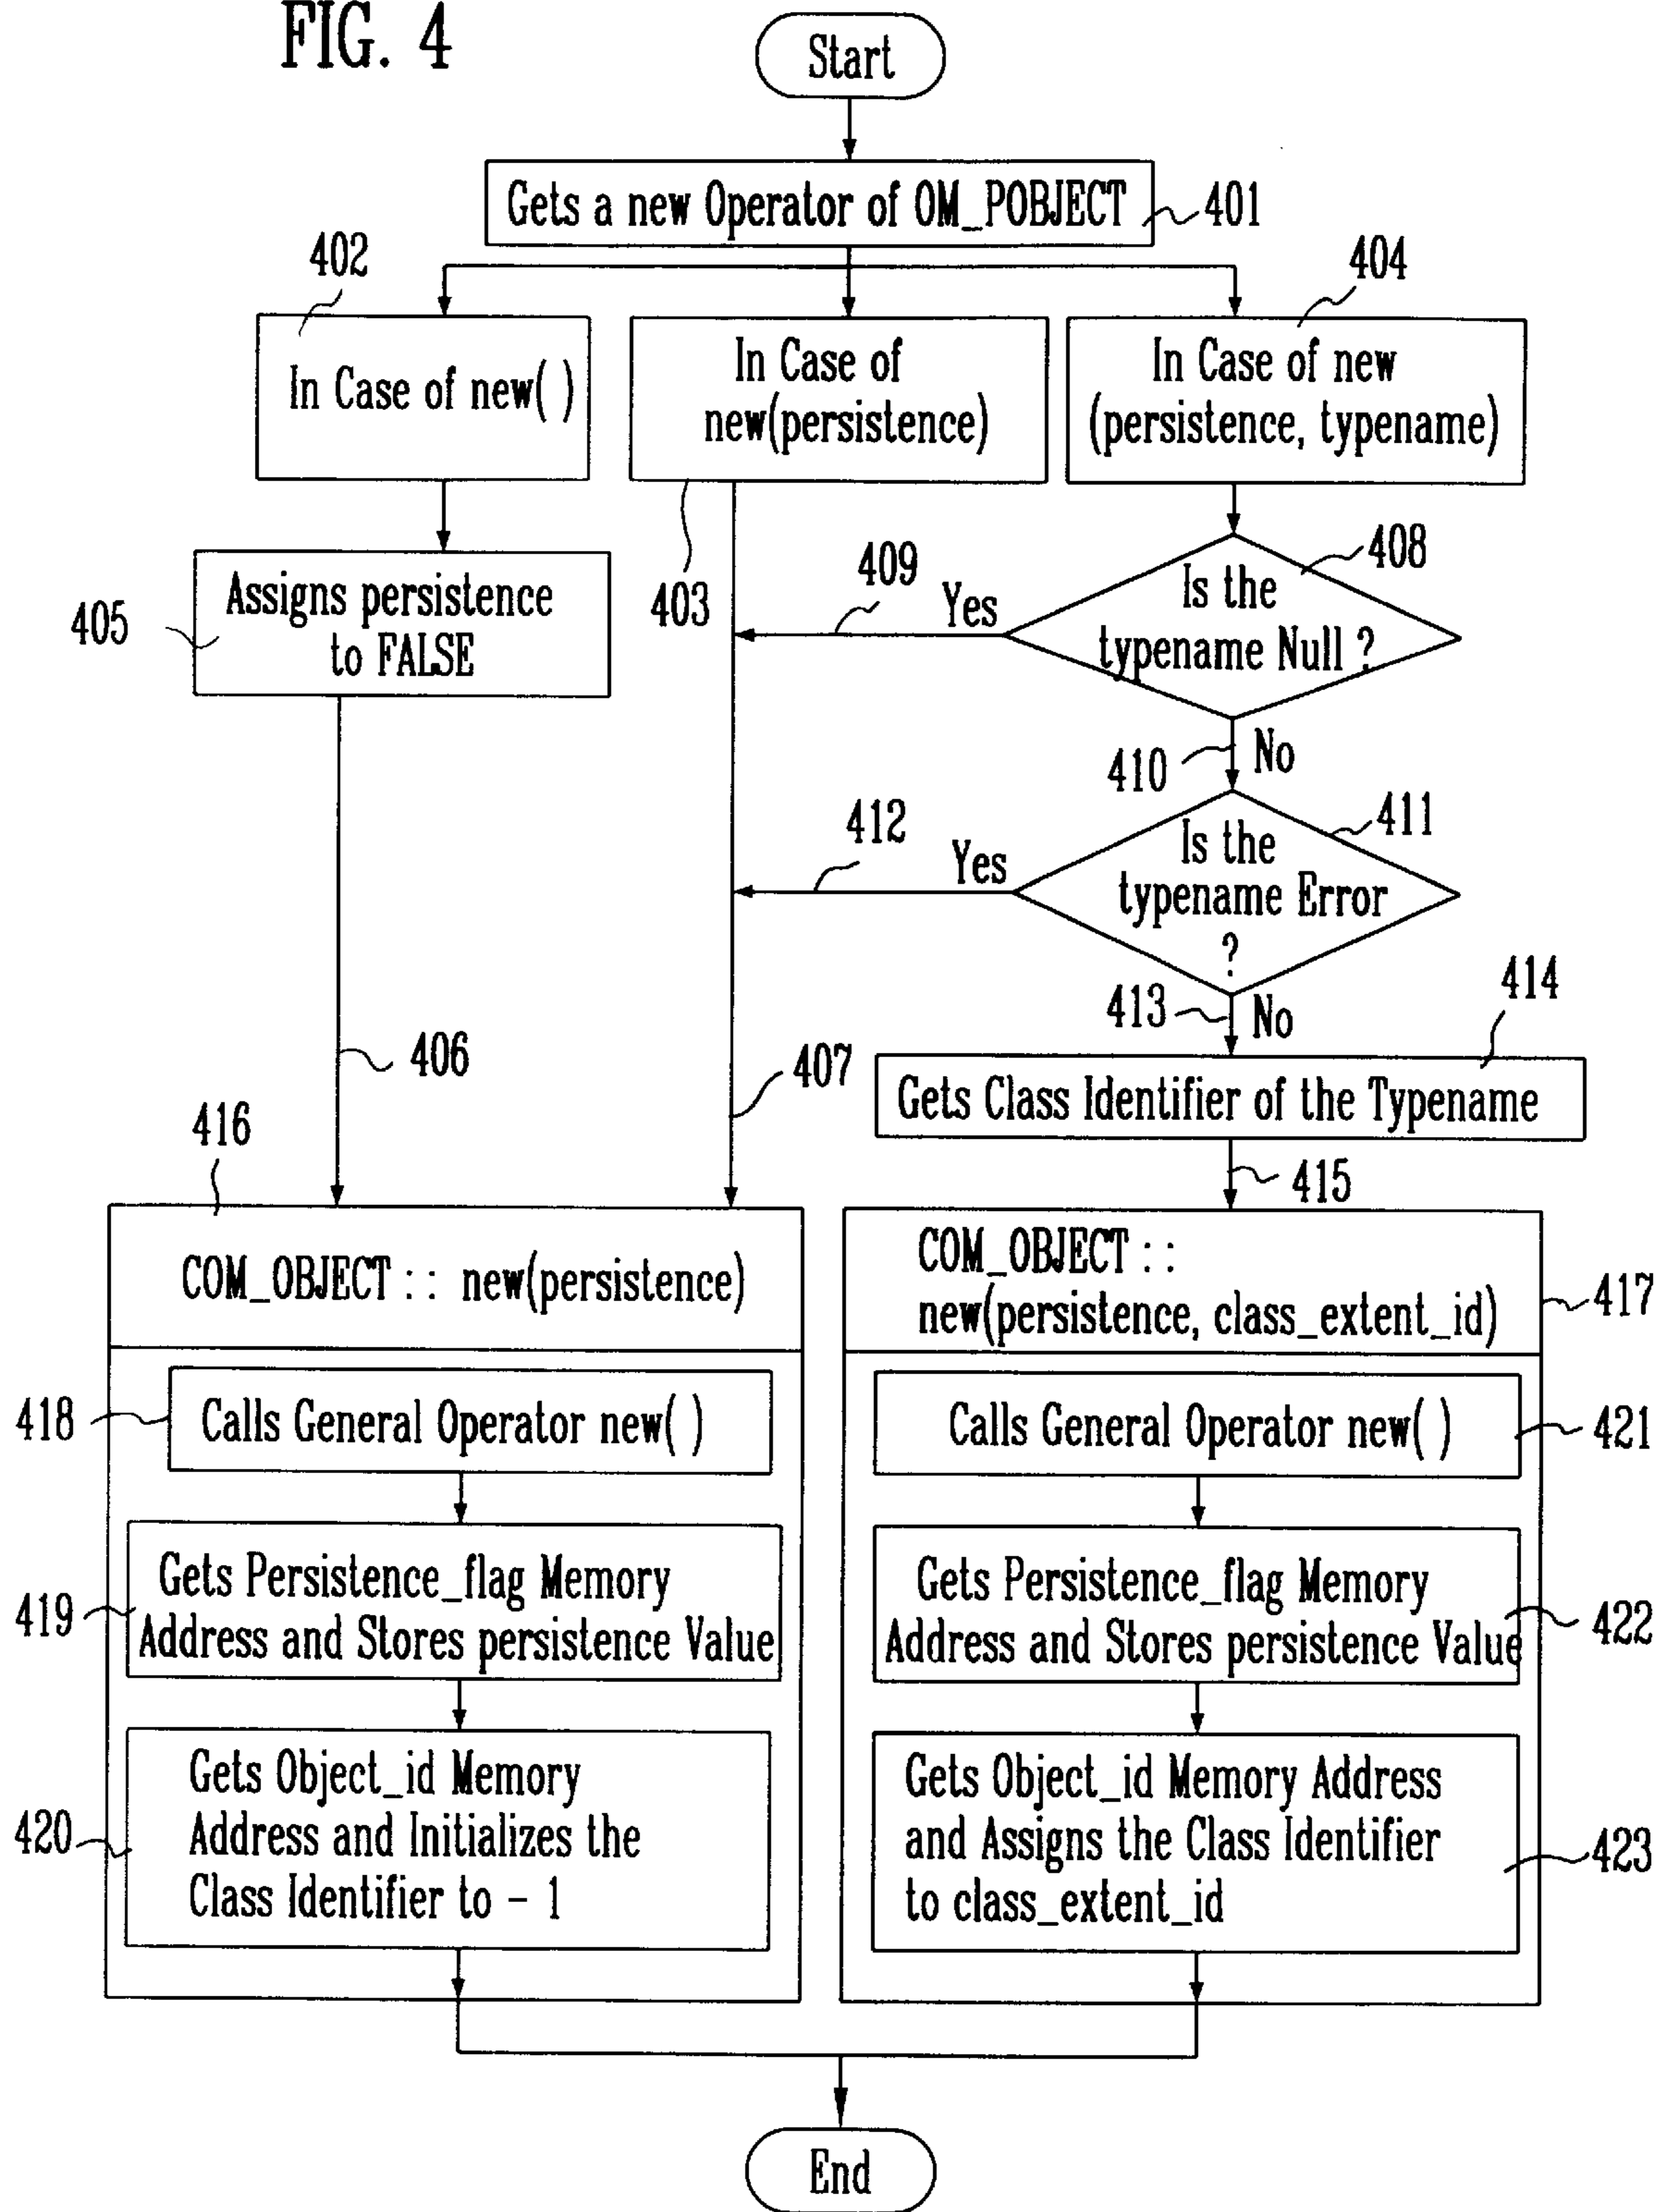 FIG. 4
Start
Gets a new Operator of OM_POBJECT
401
402
404
In Case of new( )
In Case of
new(persistence)
In Case of new
(persistence, typename)
403
408
409
Yes
Is the
typename Null ?
405
Assigns persistence
to FALSE
410
No
412
Yes
411
Is the
typename Error
?
413
No
414
406
407
Gets Class Identifier of the Typename
415
416
COM_OBJECT : : new(persistence)
COM_OBJECT : :
new(persistence, class_extent_id)
417
418
Calls General Operator new( )
Calls General Operator new( )
421
419
Gets Persistence_flag Memory
Address and Stores persistence Value
Gets Persistence_flag Memory
Address and Stores persistence Value
422
420
Gets Object_id Memory
Address and Initializes the
Class Identifier to - 1
Gets Object_id Memory Address
and Assigns the Class Identifier
to class_extent_id
423
End